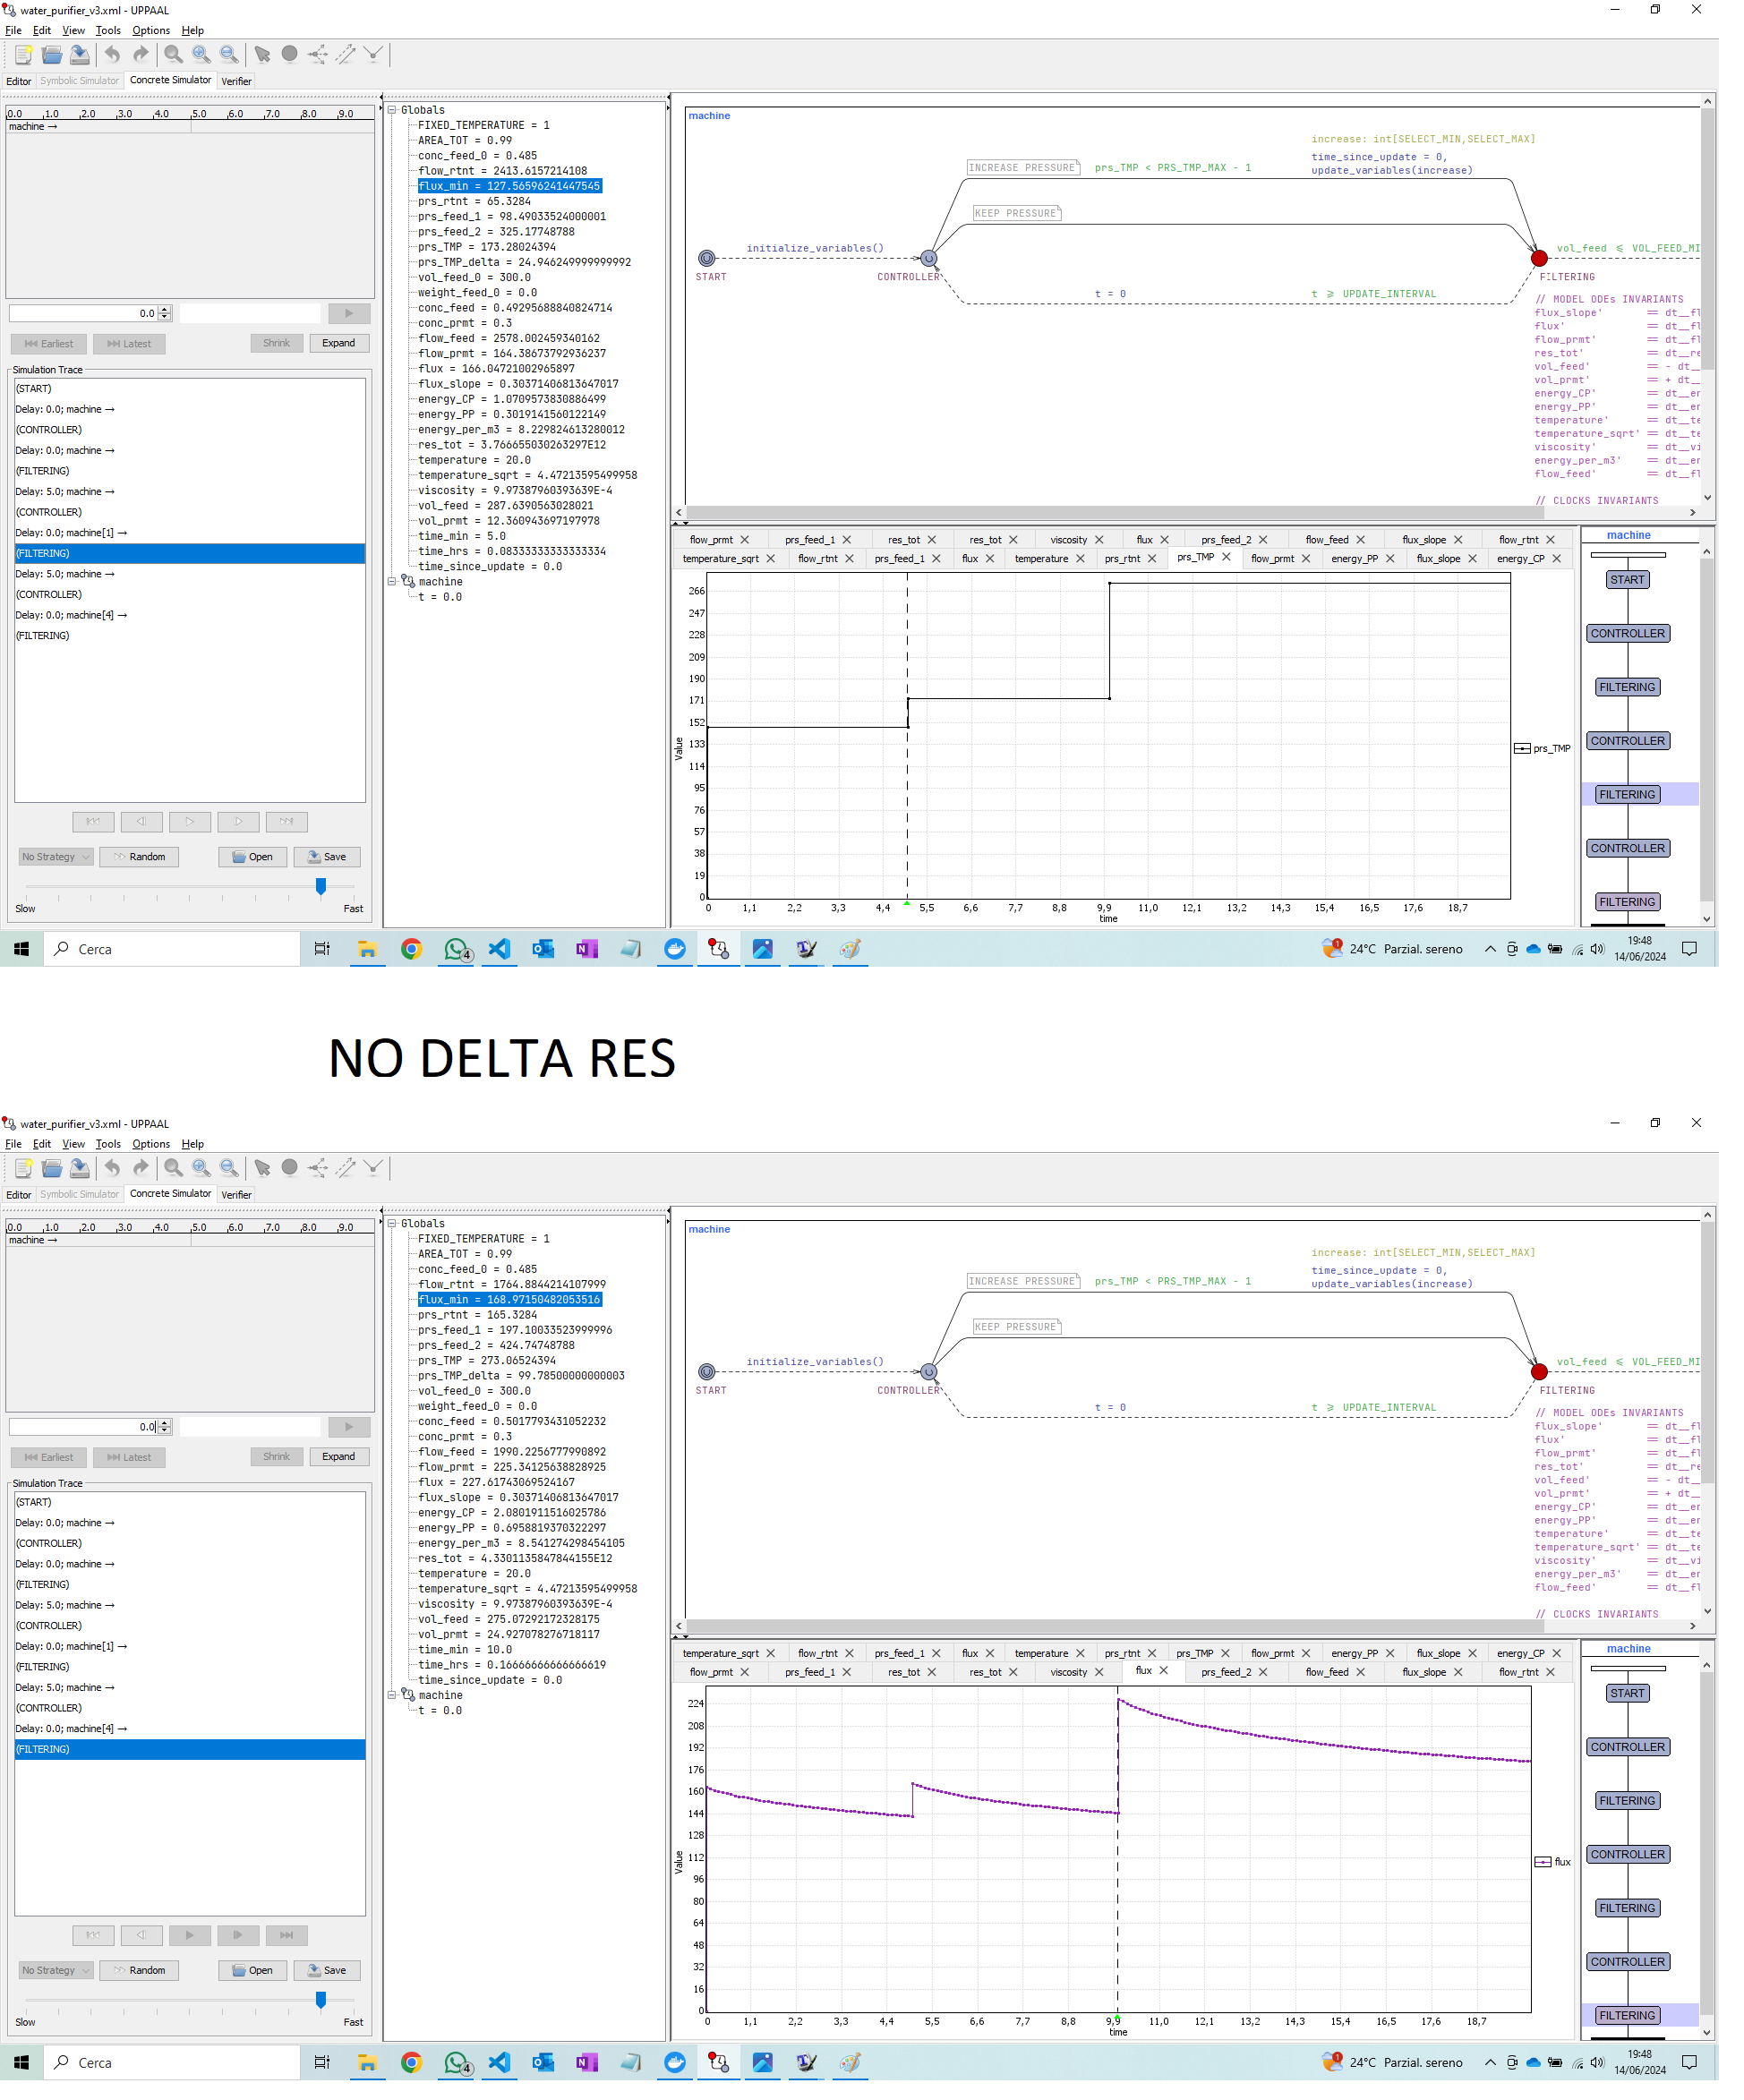 water_purifier_v3.xml - UPPAAL
File Edit View Tools Options Help
Editor Symbolic Simulator Concrete Simulator Verifier
0.0 1.0 2.0 3.0 4.0 5.0 6.0 7.0 8.0 9.0
machine →
0.0
Earliest Latest Shrink Expand
Simulation Trace
(START)
Delay: 0.0; machine →
(CONTROLLER)
Delay: 0.0; machine →
(FILTERING)
Delay: 5.0; machine →
(CONTROLLER)
Delay: 0.0; machine[1] →
(FILTERING)
Delay: 5.0; machine →
(CONTROLLER)
Delay: 0.0; machine[4] →
(FILTERING)
No Strategy Random Open Save
Slow Fast
Globals
FIXED_TEMPERATURE = 1
AREA_TOT = 0.99
conc_feed_0 = 0.485
flow_rtnt = 2413.6157214108
flux_min = 127.56596241447545
prs_rtnt = 65.3284
prs_feed_1 = 98.49033524000001
prs_feed_2 = 325.17748788
prs_TMP = 173.28024394
prs_TMP_delta = 24.946249999999992
vol_feed_0 = 300.0
weight_feed_0 = 0.0
conc_feed = 0.49295688840824714
conc_prmt = 0.3
flow_feed = 2578.002459340162
flow_prmt = 164.38673792936237
flux = 166.04721002965897
flux_slope = 0.30371406813647017
energy_CP = 1.0709573830886499
energy_PP = 0.3019141560122149
energy_per_m3 = 8.229824613280012
res_tot = 3.766655030263297E12
temperature = 20.0
temperature_sqrt = 4.47213595499958
viscosity = 9.97387960393639E-4
vol_feed = 287.6390563028021
vol_prmt = 12.360943697197978
time_min = 5.0
time_hrs = 0.08333333333333334
time_since_update = 0.0
machine
t = 0.0
machine
increase: int[SELECT_MIN,SELECT_MAX]
INCREASE PRESSURE prs_TMP < PRS_TMP_MAX - 1
time_since_update = 0,
update_variables(increase)
KEEP PRESSURE
initialize_variables() vol_feed ≤ VOL_FEED_MI
START CONTROLLER FILTERING
t = 0 t ≥ UPDATE_INTERVAL
// MODEL ODEs INVARIANTS
flux_slope' == dt__fl
flux' == dt__fl
flow_prmt' == dt__fl
res_tot' == dt__re
vol_feed' == - dt__
vol_prmt' == + dt__
energy_CP' == dt__en
energy_PP' == dt__en
temperature' == dt__te
temperature_sqrt' == dt__te
viscosity' == dt__vi
energy_per_m3' == dt__en
flow_feed' == dt__fl
// CLOCKS INVARIANTS
flow_prmt prs_feed_1 res_tot res_tot viscosity flux prs_feed_2 flow_feed flux_slope flow_rtnt
temperature_sqrt flow_rtnt prs_feed_1 flux temperature prs_rtnt prs_TMP flow_prmt energy_PP flux_slope energy_CP
266
247
228
209
190
171
152
133
114
95
76
57
38
19
0
Value
0 1,1 2,2 3,3 4,4 5,5 6,6 7,7 8,8 9,9 11,0 12,1 13,2 14,3 15,4 16,5 17,6 18,7
time
prs_TMP
machine
START
CONTROLLER
FILTERING
CONTROLLER
FILTERING
CONTROLLER
FILTERING
Cerca
4
1
24°C Parzial. sereno
19:48
14/06/2024
NO DELTA RES
water_purifier_v3.xml - UPPAAL
File Edit View Tools Options Help
Editor Symbolic Simulator Concrete Simulator Verifier
0.0 1.0 2.0 3.0 4.0 5.0 6.0 7.0 8.0 9.0
machine →
0.0
Earliest Latest Shrink Expand
Simulation Trace
(START)
Delay: 0.0; machine →
(CONTROLLER)
Delay: 0.0; machine →
(FILTERING)
Delay: 5.0; machine →
(CONTROLLER)
Delay: 0.0; machine[1] →
(FILTERING)
Delay: 5.0; machine →
(CONTROLLER)
Delay: 0.0; machine[4] →
(FILTERING)
No Strategy Random Open Save
Slow Fast
Globals
FIXED_TEMPERATURE = 1
AREA_TOT = 0.99
conc_feed_0 = 0.485
flow_rtnt = 1764.8844214107999
flux_min = 168.97150482053516
prs_rtnt = 165.3284
prs_feed_1 = 197.10033523999996
prs_feed_2 = 424.74748788
prs_TMP = 273.06524394
prs_TMP_delta = 99.78500000000003
vol_feed_0 = 300.0
weight_feed_0 = 0.0
conc_feed = 0.5017793431052232
conc_prmt = 0.3
flow_feed = 1990.2256777990892
flow_prmt = 225.34125638828925
flux = 227.61743069524167
flux_slope = 0.30371406813647017
energy_CP = 2.0801911516025786
energy_PP = 0.6958819370322297
energy_per_m3 = 8.541274298454105
res_tot = 4.3301135847844155E12
temperature = 20.0
temperature_sqrt = 4.47213595499958
viscosity = 9.97387960393639E-4
vol_feed = 275.07292172328175
vol_prmt = 24.927078276718117
time_min = 10.0
time_hrs = 0.16666666666666619
time_since_update = 0.0
machine
t = 0.0
machine
increase: int[SELECT_MIN,SELECT_MAX]
INCREASE PRESSURE prs_TMP < PRS_TMP_MAX - 1
time_since_update = 0,
update_variables(increase)
KEEP PRESSURE
initialize_variables() vol_feed ≤ VOL_FEED_MI
START CONTROLLER FILTERING
t = 0 t ≥ UPDATE_INTERVAL
// MODEL ODEs INVARIANTS
flux_slope' == dt__fl
flux' == dt__fl
flow_prmt' == dt__fl
res_tot' == dt__re
vol_feed' == - dt__
vol_prmt' == + dt__
energy_CP' == dt__en
energy_PP' == dt__en
temperature' == dt__te
temperature_sqrt' == dt__te
viscosity' == dt__vi
energy_per_m3' == dt__en
flow_feed' == dt__fl
// CLOCKS INVARIANTS
temperature_sqrt flow_rtnt prs_feed_1 flux temperature prs_rtnt prs_TMP flow_prmt energy_PP flux_slope energy_CP
flow_prmt prs_feed_1 res_tot res_tot viscosity flux prs_feed_2 flow_feed flux_slope flow_rtnt
224
208
192
176
160
144
128
112
96
80
64
48
32
16
0
Value
0 1,1 2,2 3,3 4,4 5,5 6,6 7,7 8,8 9,9 11,0 12,1 13,2 14,3 15,4 16,5 17,6 18,7
time
flux
machine
START
CONTROLLER
FILTERING
CONTROLLER
FILTERING
CONTROLLER
FILTERING
Cerca
4
1
24°C Parzial. sereno
19:48
14/06/2024